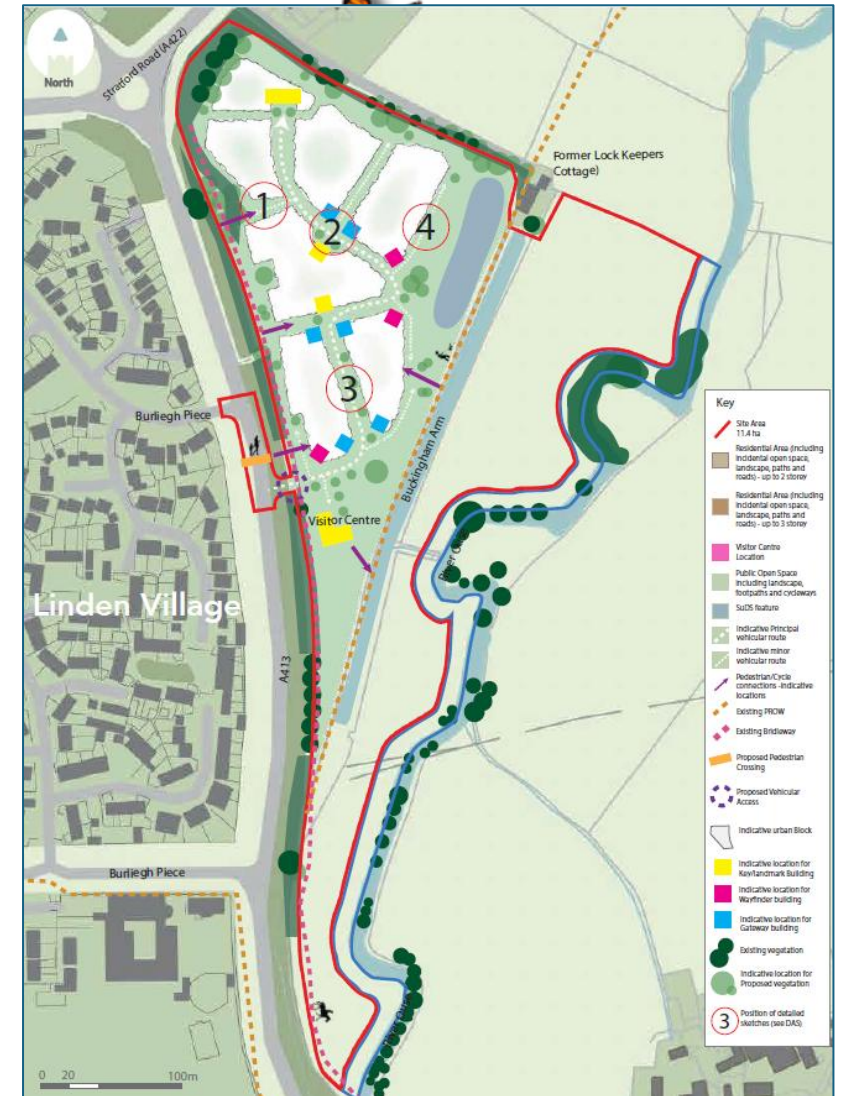 North
Stratford Road (A422)
Former Lock Keepers
Cottage)
1
2
4
3
Burliegh Piece
Buckingham Arm
Visitor Centre
Linden Village
A413
Burliegh Piece
0 20 100m
Key
Site Area
11.4 ha
Residential Area (including
incidental open space,
landscape, paths and
roads) - up to 2 storey
Residential Area (including
incidental open space,
landscape, paths and
roads) - up to 3 storey
Visitor Centre
Location
Public Open Space
including landscape,
footpaths and cycleways
SuDS feature
Indicative Principal
vehicular route
Indicative minor
vehicular route
Pedestrian/Cycle
connections -indicative
locations
Existing PROW
Existing Bridleway
Proposed Pedestrian
Crossing
Proposed Vehicular
Access
Indicative urban Block
Indicative location for
Key/landmark Building
Indicative location for
Wayfinder building
Indicative location for
Gateway building
Existing vegetation
Indicative location for
Proposed vegetation
3
Position of detailed
sketches (see DAS)